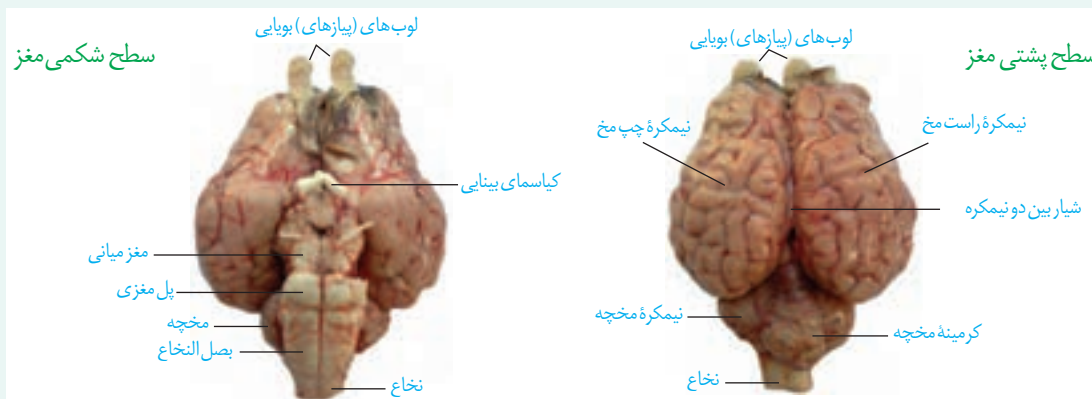 سطح پشتی مغز
لوب‌های (پیازهای) بویایی
نیمکرهٔ راست مخ
نیمکرهٔ چپ مخ
شیار بین دو نیمکره
نیمکرهٔ مخچه
کرمینهٔ مخچه
نخاع
سطح شکمی مغز
لوب‌های (پیازهای) بویایی
کیاسمای بینایی
مغز میانی
پل مغزی
مخچه
بصل النخاع
نخاع